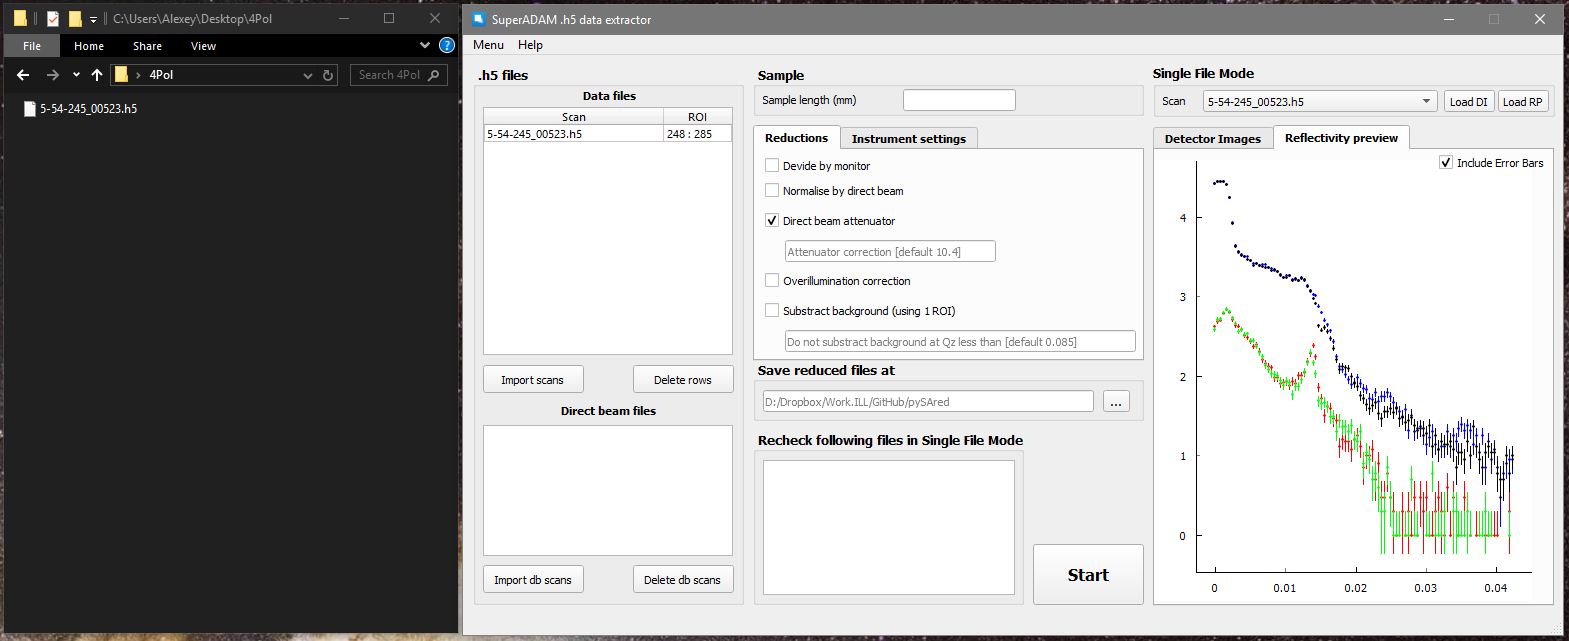 C:\Users\Alexey\Desktop\4Pol
File Home Share View
4Pol
Search 4Pol
5-54-245_00523.h5
SuperADAM .h5 data extractor
Menu Help
.h5 files
Data files
Scan ROI
5-54-245_00523.h5 248 : 285
Import scans Delete rows
Direct beam files
Import db scans Delete db scans
Sample
Sample length (mm)
Reductions Instrument settings
Devide by monitor
Normalise by direct beam
Direct beam attenuator
Attenuator correction [default 10.4]
Overillumination correction
Substract background (using 1 ROI)
Do not substract background at Qz less than [default 0.085]
Save reduced files at
D:/Dropbox/Work.ILL/GitHub/pySAred ...
Recheck following files in Single File Mode
Start
Single File Mode
Scan 5-54-245_00523.h5 Load DI Load RP
Detector Images Reflectivity preview
Include Error Bars
4
3
2
1
0
0 0.01 0.02 0.03 0.04